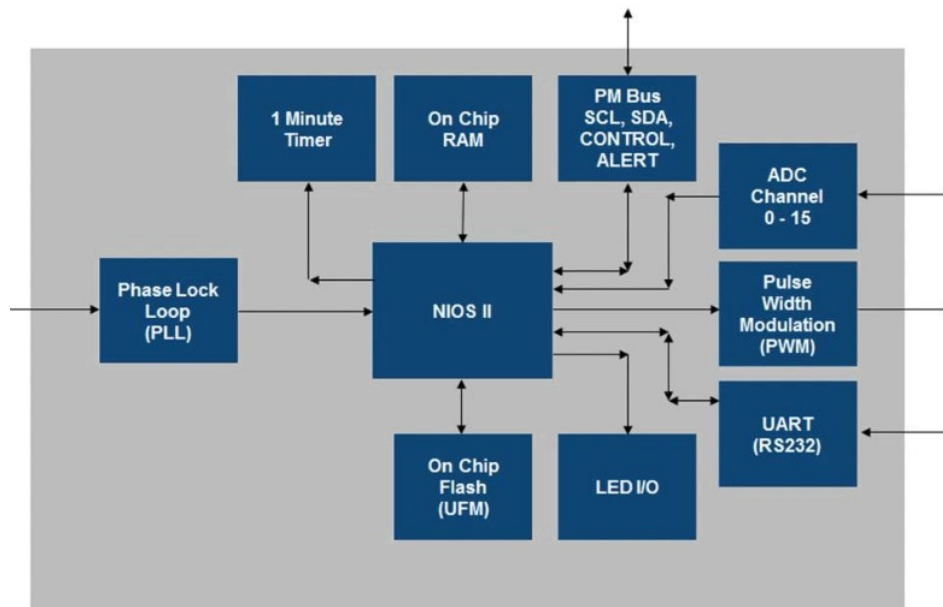 1 Minute
Timer
On Chip
RAM
PM Bus
SCL, SDA,
CONTROL,
ALERT
ADC
Channel
0 - 15
Phase Lock
Loop
(PLL)
NIOS II
Pulse
Width
Modulation
(PWM)
On Chip
Flash
(UFM)
LED I/O
UART
(RS232)